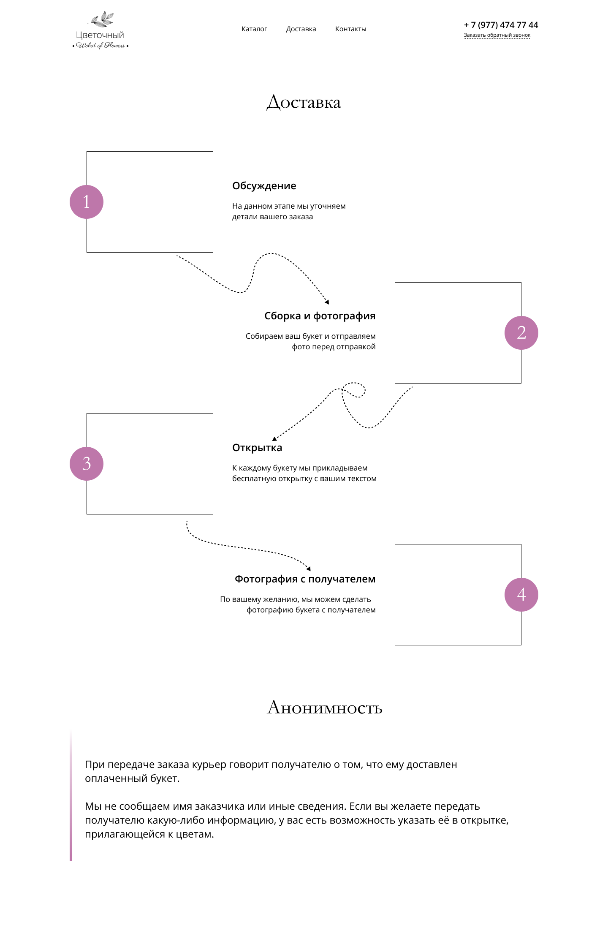 Цветочный
Каталог Доставка Контакты
+ 7 (977) 474 77 44
Заказать обратный звонок
Доставка
1
Обсуждение
На данном этапе мы уточняем
детали вашего заказа
Сборка и фотография
2
Собираем ваш букет и отправляем
фото перед отправкой
Открытка
3
К каждому букету мы прикладываем
бесплатную открытку с вашим текстом
Фотография с получателем
4
По вашему желанию, мы можем сделать
фотографию букета с получателем
Анонимность
При передаче заказа курьер говорит получателю о том, что ему доставлен
оплаченный букет.
Мы не сообщаем имя заказчика или иные сведения. Если вы желаете передать
получателю какую-либо информацию, у вас есть возможность указать её в открытке,
прилагающейся к цветам.